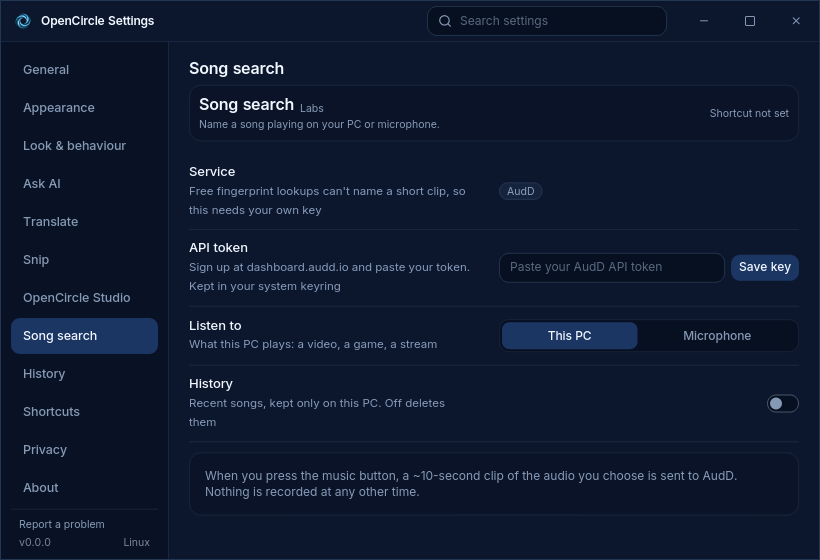 OpenCircle Settings
Search settings
General
Appearance
Look & behaviour
Ask AI
Translate
Snip
OpenCircle Studio
Song search
History
Shortcuts
Privacy
About
Report a problem
v0.0.0
Linux
Song search
Song search Labs
Name a song playing on your PC or microphone.
Shortcut not set
Service
Free fingerprint lookups can't name a short clip, so
this needs your own key
AudD
API token
Sign up at dashboard.audd.io and paste your token.
Kept in your system keyring
Paste your AudD API token
Save key
Listen to
What this PC plays: a video, a game, a stream
This PC
Microphone
History
Recent songs, kept only on this PC. Off deletes
them
When you press the music button, a ~10-second clip of the audio you choose is sent to AudD.
Nothing is recorded at any other time.